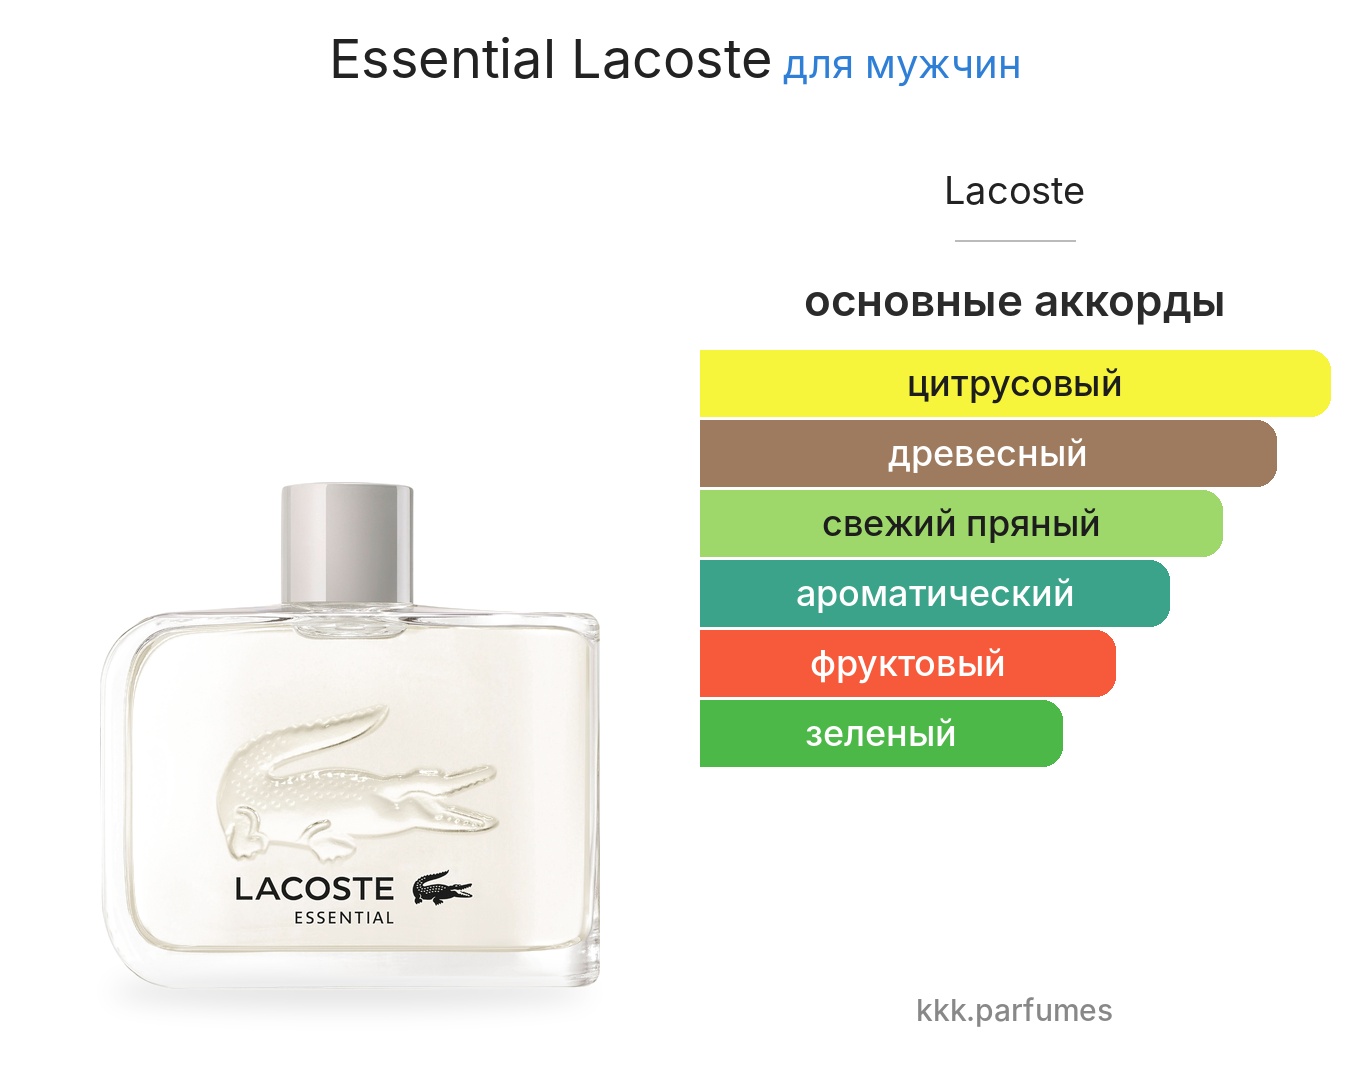 Essential Lacoste для мужчин
Lacoste
основные аккорды
цитрусовый
древесный
свежий пряный
ароматический
фруктовый
зеленый
LACOSTE
ESSENTIAL
kkk.parfumes